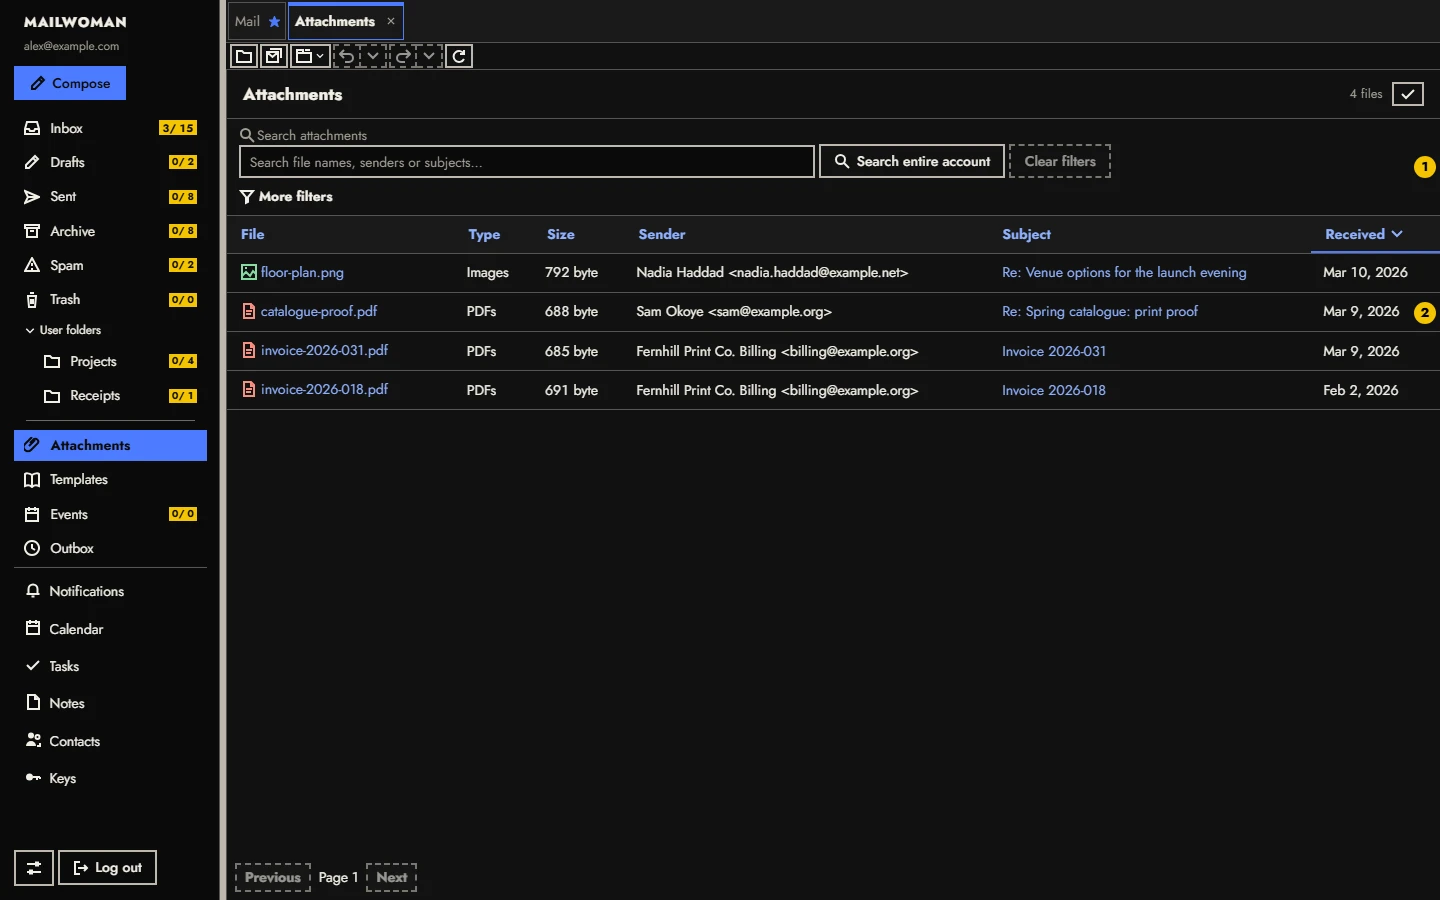 MAILWOMAN
alex@example.com
Compose
Inbox 3/ 15
Drafts 0/ 2
Sent 0/ 8
Archive 0/ 8
Spam 0/ 2
Trash 0/ 0
User folders
Projects 0/ 4
Receipts 0/ 1
Attachments
Templates
Events 0/ 0
Outbox
Notifications
Calendar
Tasks
Notes
Contacts
Keys
Log out
Mail Attachments ×
Attachments 4 files
Search attachments
Search file names, senders or subjects... Search entire account Clear filters 1
More filters
File Type Size Sender Subject Received
floor-plan.png Images 792 byte Nadia Haddad <nadia.haddad@example.net> Re: Venue options for the launch evening Mar 10, 2026
catalogue-proof.pdf PDFs 688 byte Sam Okoye <sam@example.org> Re: Spring catalogue: print proof Mar 9, 2026 2
invoice-2026-031.pdf PDFs 685 byte Fernhill Print Co. Billing <billing@example.org> Invoice 2026-031 Mar 9, 2026
invoice-2026-018.pdf PDFs 691 byte Fernhill Print Co. Billing <billing@example.org> Invoice 2026-018 Feb 2, 2026
Previous Page 1 Next